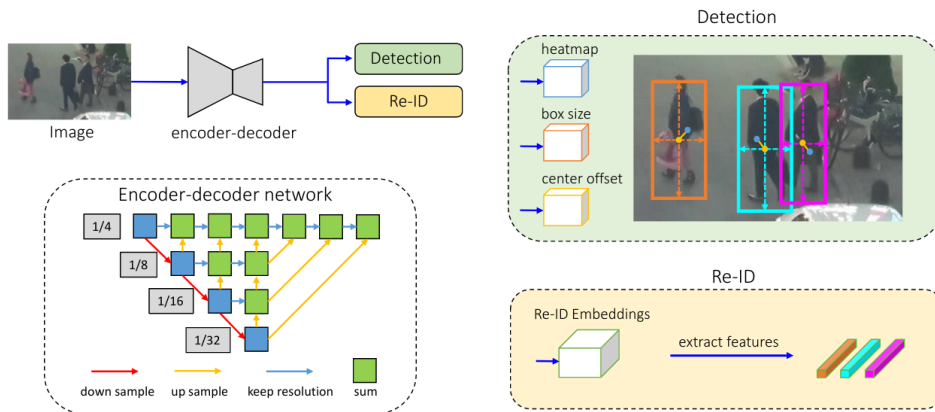 Image
encoder-decoder
Detection
Re-ID
Encoder-decoder network
1/4
1/8
1/16
1/32
down sample
up sample
keep resolution
sum
Detection
heatmap
box size
center offset
Re-ID
Re-ID Embeddings
extract features